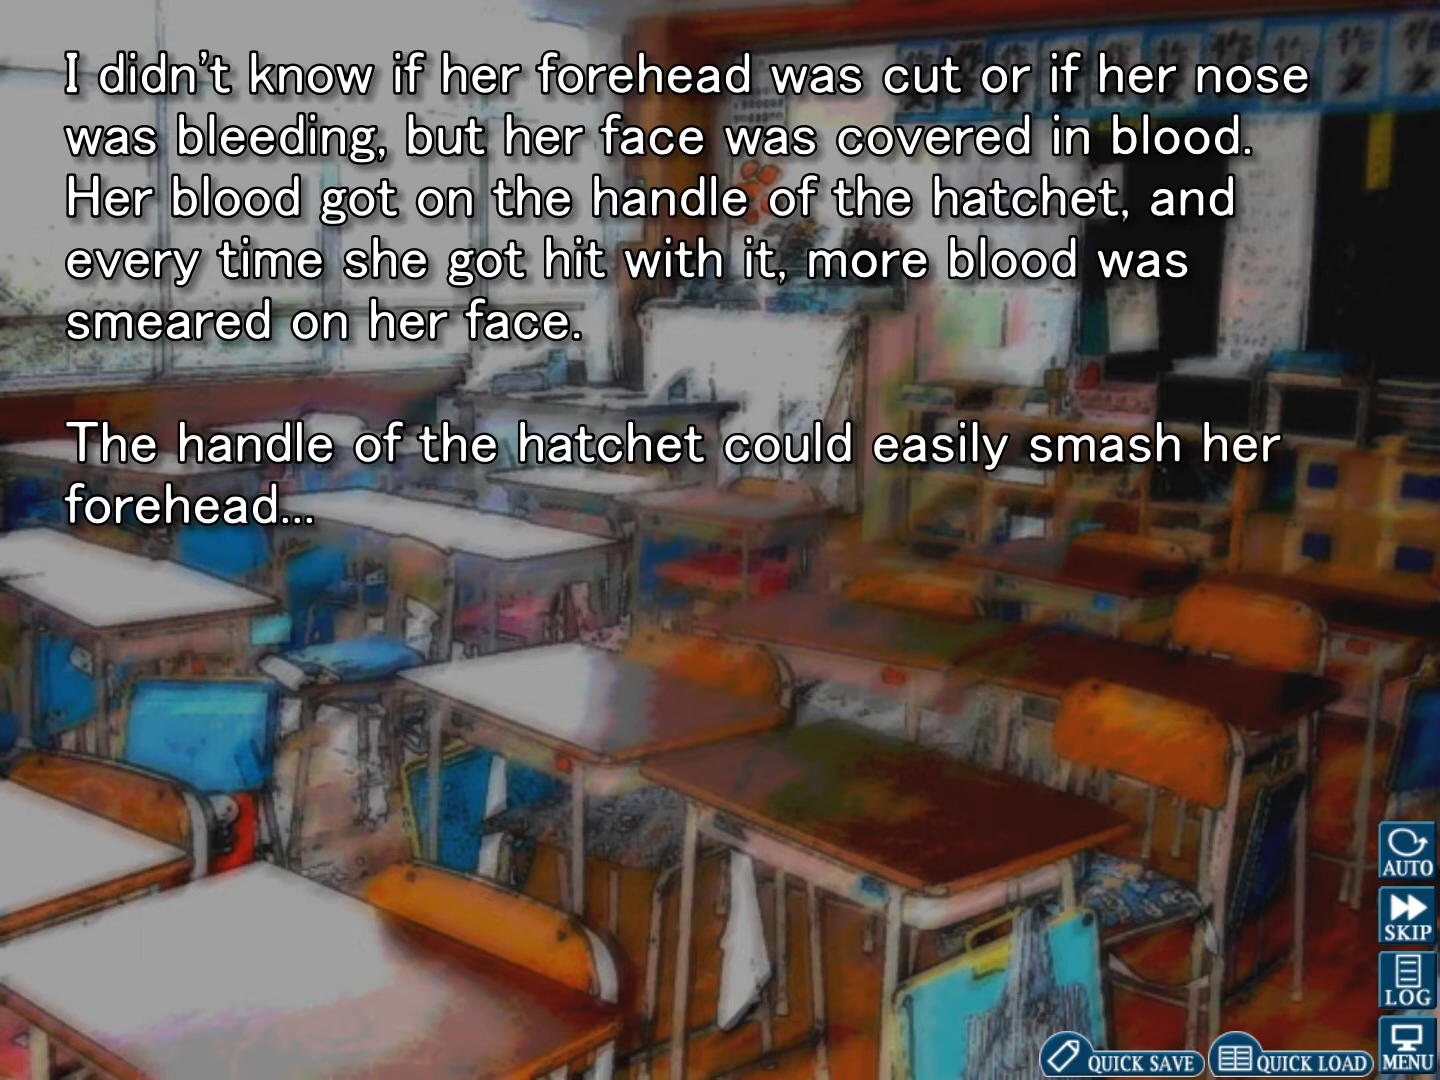 I didn't know if her forehead was cut or if her nose
was bleeding, but her face was covered in blood.
Her blood got on the handle of the hatchet, and
every time she got hit with it, more blood was
smeared on her face.
The handle of the hatchet could easily smash her
forehead...
AUTO
SKIP
LOG
QUICK SAVE
QUICK LOAD
MENU